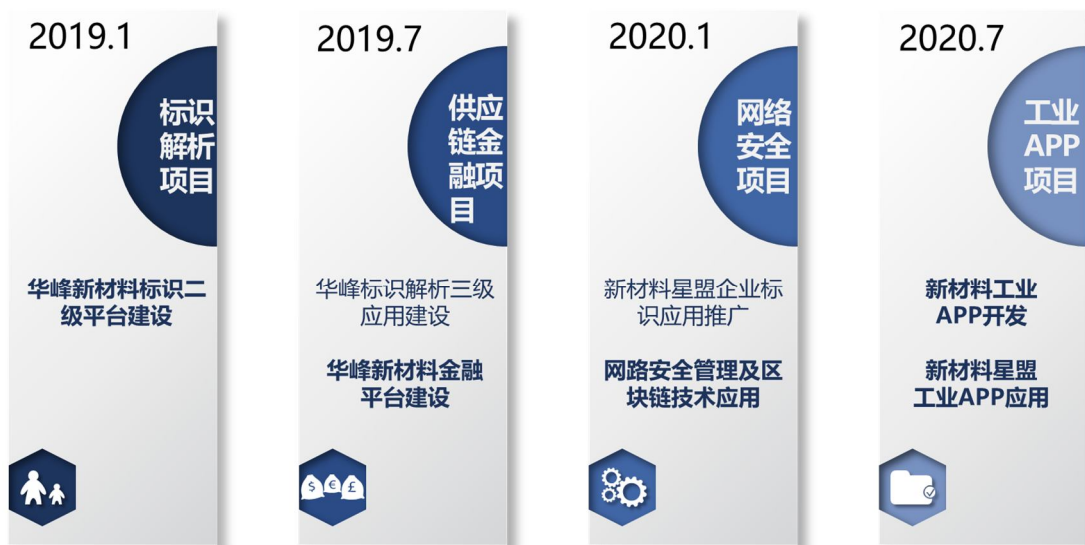 2019.1
标识
解析
项目
华峰新材料标识二
级平台建设
2019.7
供应
链金
融项
目
华峰标识解析三级
应用建设
华峰新材料金融
平台建设
$ € £
2020.1
网络
安全
项目
新材料星盟企业标
识应用推广
网路安全管理及区
块链技术应用
2020.7
工业
APP
项目
新材料工业
APP开发
新材料星盟
工业APP应用